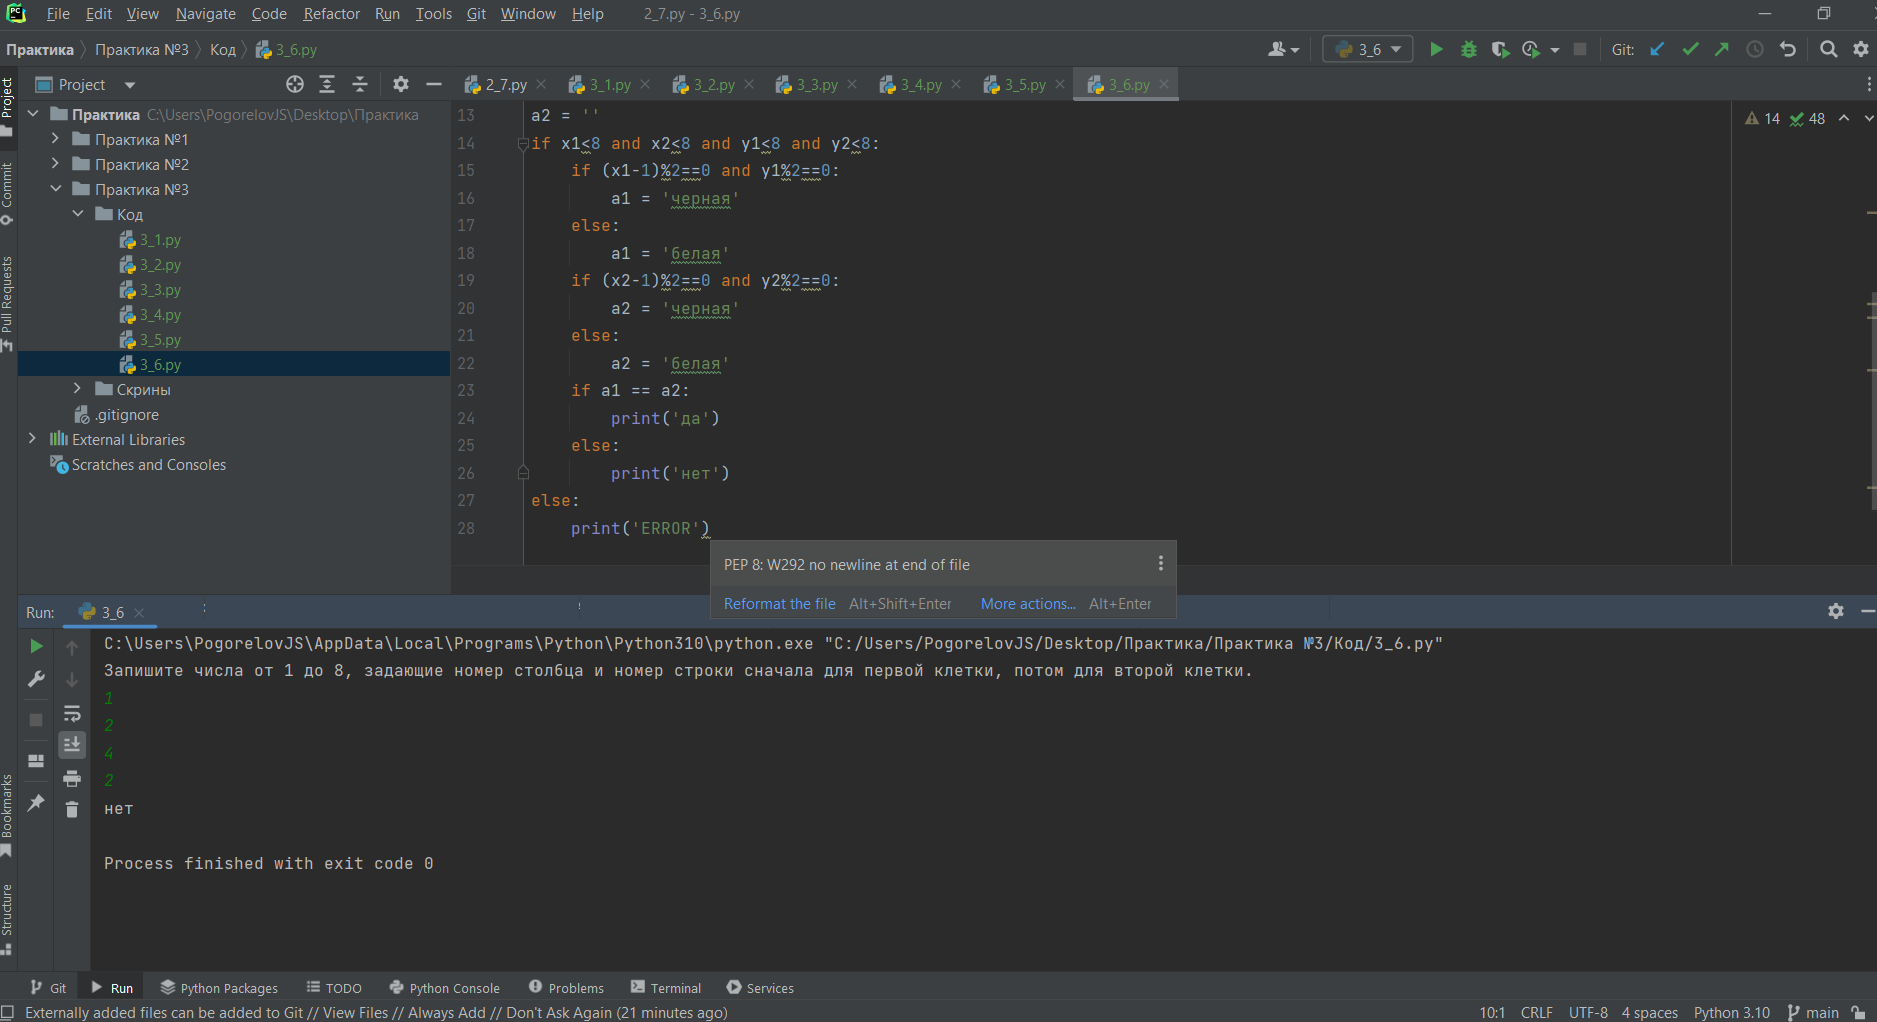 File Edit View Navigate Code Refactor Run Tools Git Window Help 2_7.py - 3_6.py
Практика Практика №3 Код 3_6.py 3_6 Git:
Project 2_7.py 3_1.py 3_2.py 3_3.py 3_4.py 3_5.py 3_6.py
Практика C:\Users\PogorelovJS\Desktop\Практика
Практика №1
Практика №2
Практика №3
Код
3_1.py
3_2.py
3_3.py
3_4.py
3_5.py
3_6.py
Скрины
.gitignore
External Libraries
Scratches and Consoles
Project
Commit
Pull Requests
Bookmarks
Structure
14 48
13 a2 = ''
14 if x1<8 and x2<8 and y1<8 and y2<8:
15 if (x1-1)%2==0 and y1%2==0:
16 a1 = 'черная'
17 else:
18 a1 = 'белая'
19 if (x2-1)%2==0 and y2%2==0:
20 a2 = 'черная'
21 else:
22 a2 = 'белая'
23 if a1 == a2:
24 print('да')
25 else:
26 print('нет')
27 else:
28 print('ERROR')
PEP 8: W292 no newline at end of file
Reformat the file Alt+Shift+Enter More actions... Alt+Enter
Run: 3_6
C:\Users\PogorelovJS\AppData\Local\Programs\Python\Python310\python.exe "C:/Users/PogorelovJS/Desktop/Практика/Практика №3/Код/3_6.py"
Запишите числа от 1 до 8, задающие номер столбца и номер строки сначала для первой клетки, потом для второй клетки.
1
2
4
2
нет
Process finished with exit code 0
Git Run Python Packages TODO Python Console Problems Terminal Services
Externally added files can be added to Git // View Files // Always Add // Don't Ask Again (21 minutes ago) 10:1 CRLF UTF-8 4 spaces Python 3.10 main